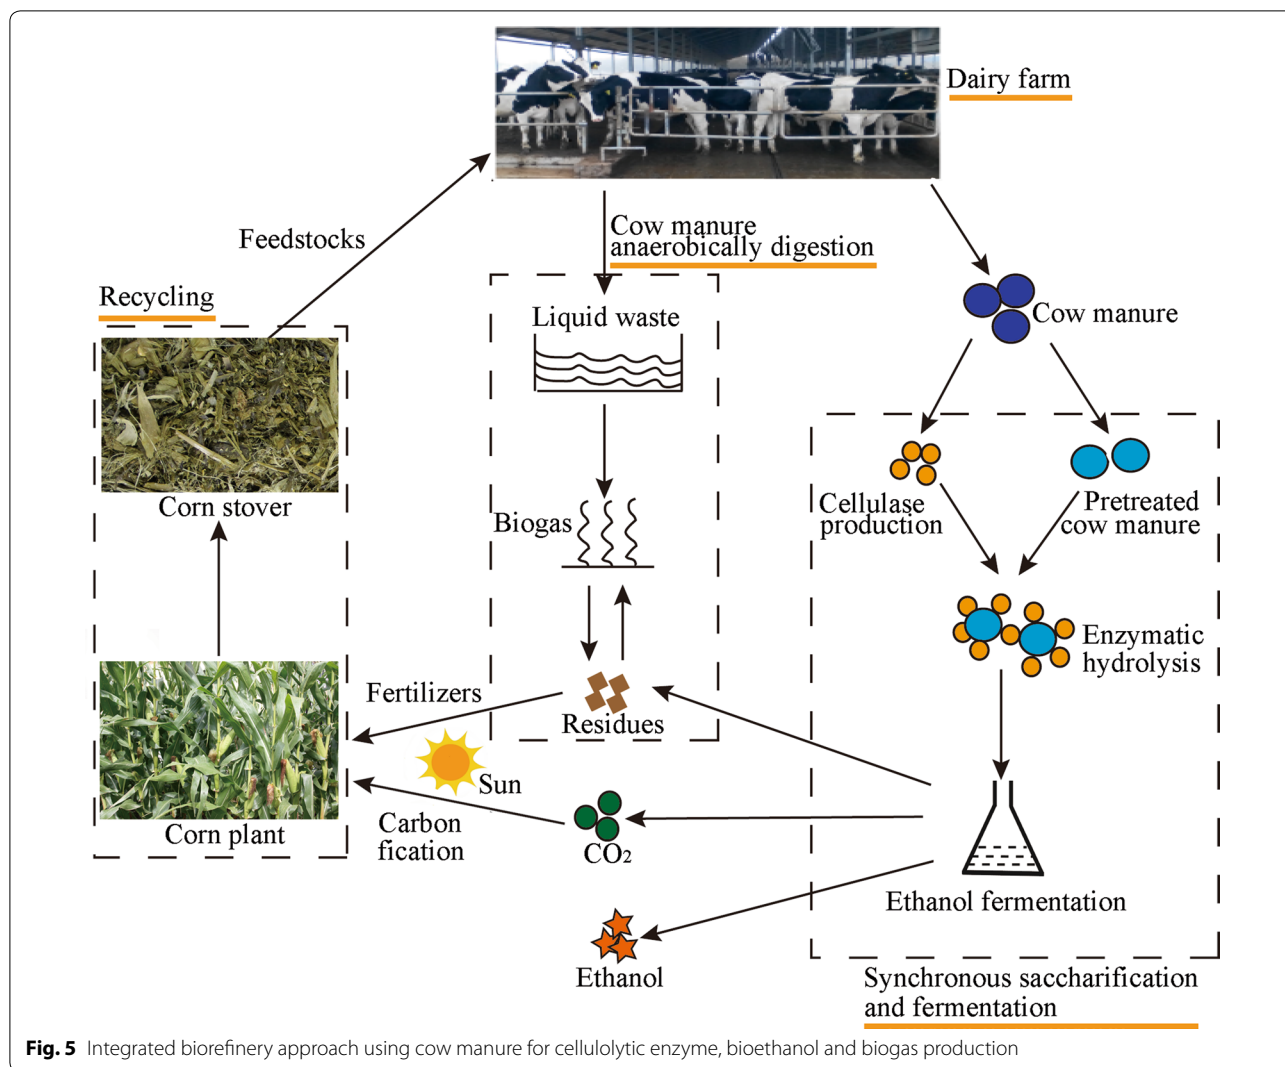 Dairy farm
Cow manure
anaerobically digestion
Feedstocks
Recycling
Liquid waste
Cow manure
Corn stover
Biogas
Cellulase
production
Pretreated
cow manure
Enzymatic
hydrolysis
Fertilizers
Residues
Sun
Corn plant
Carbon
fication
CO2
Ethanol fermentation
Ethanol
Synchronous saccharification
and fermentation
Fig. 5 Integrated biorefinery approach using cow manure for cellulolytic enzyme, bioethanol and biogas production